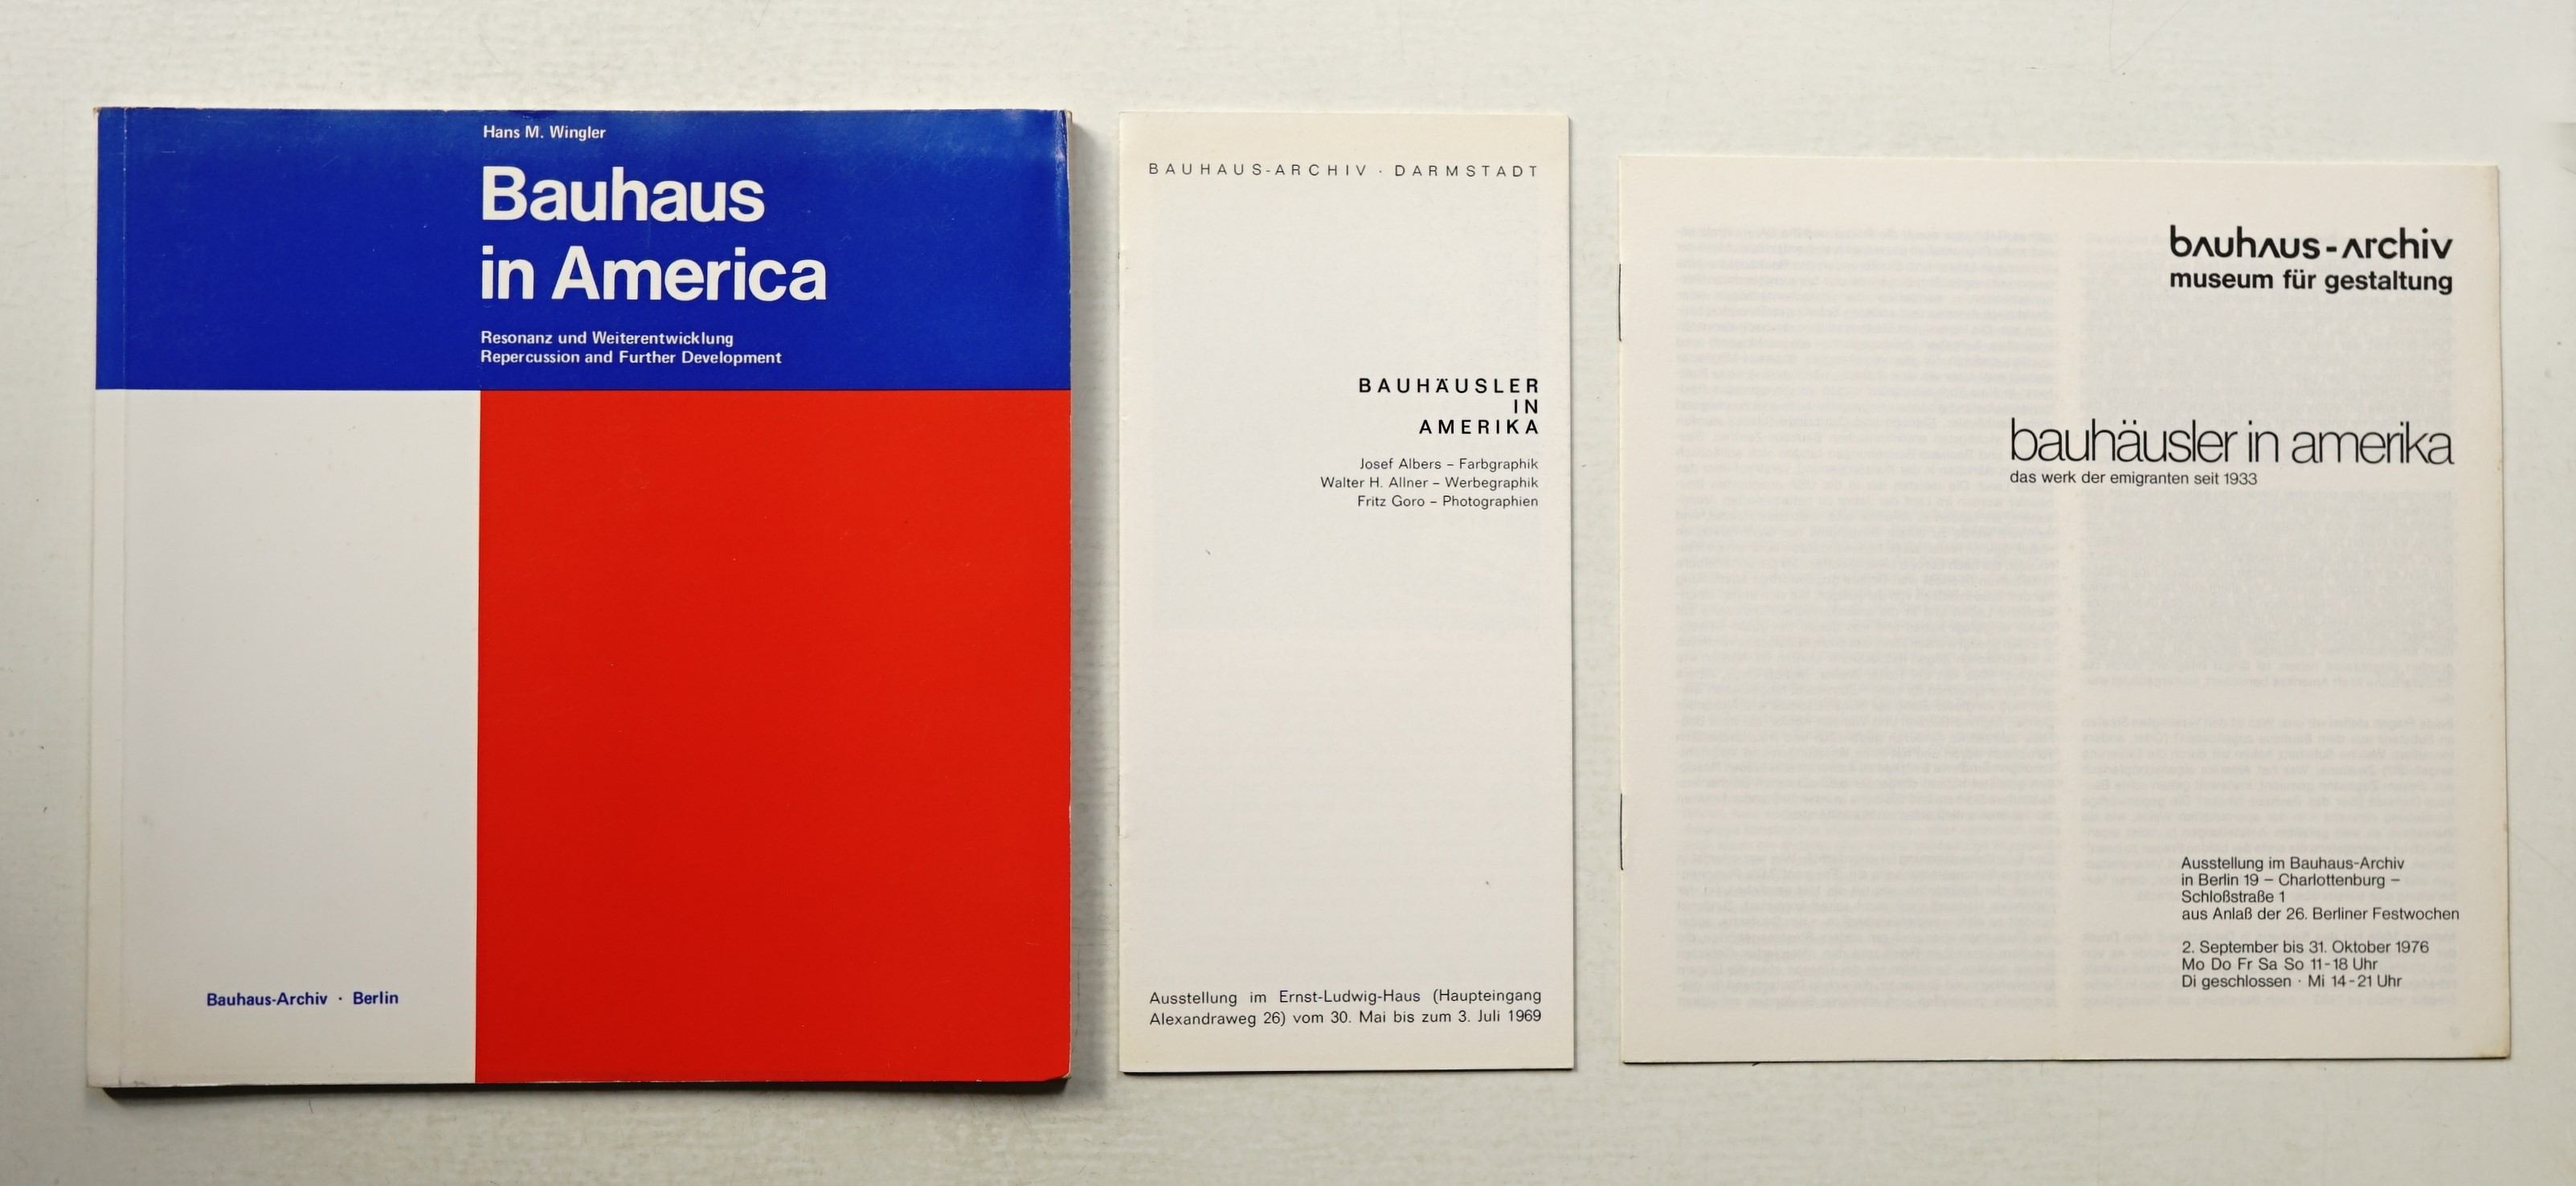 Hans M. Wingler
Bauhaus
in America
Resonanz und Weiterentwicklung
Repercussion and Further Development
Bauhaus-Archiv · Berlin
BAUHAUS-ARCHIV · DARMSTADT
BAUHÄUSLER
IN
AMERIKA
Josef Albers – Farbgraphik
Walter H. Allner – Werbegraphik
Fritz Goro – Photographien
Ausstellung im Ernst-Ludwig-Haus (Haupteingang
Alexandraweg 26) vom 30. Mai bis zum 3. Juli 1969
bauhaus-archiv
museum für gestaltung
bauhäusler in amerika
das werk der emigranten seit 1933
Ausstellung im Bauhaus-Archiv
in Berlin 19 – Charlottenburg –
Schloßstraße 1
aus Anlaß der 26. Berliner Festwochen
2. September bis 31. Oktober 1976
Mo Do Fr Sa So 11-18 Uhr
Di geschlossen · Mi 14-21 Uhr